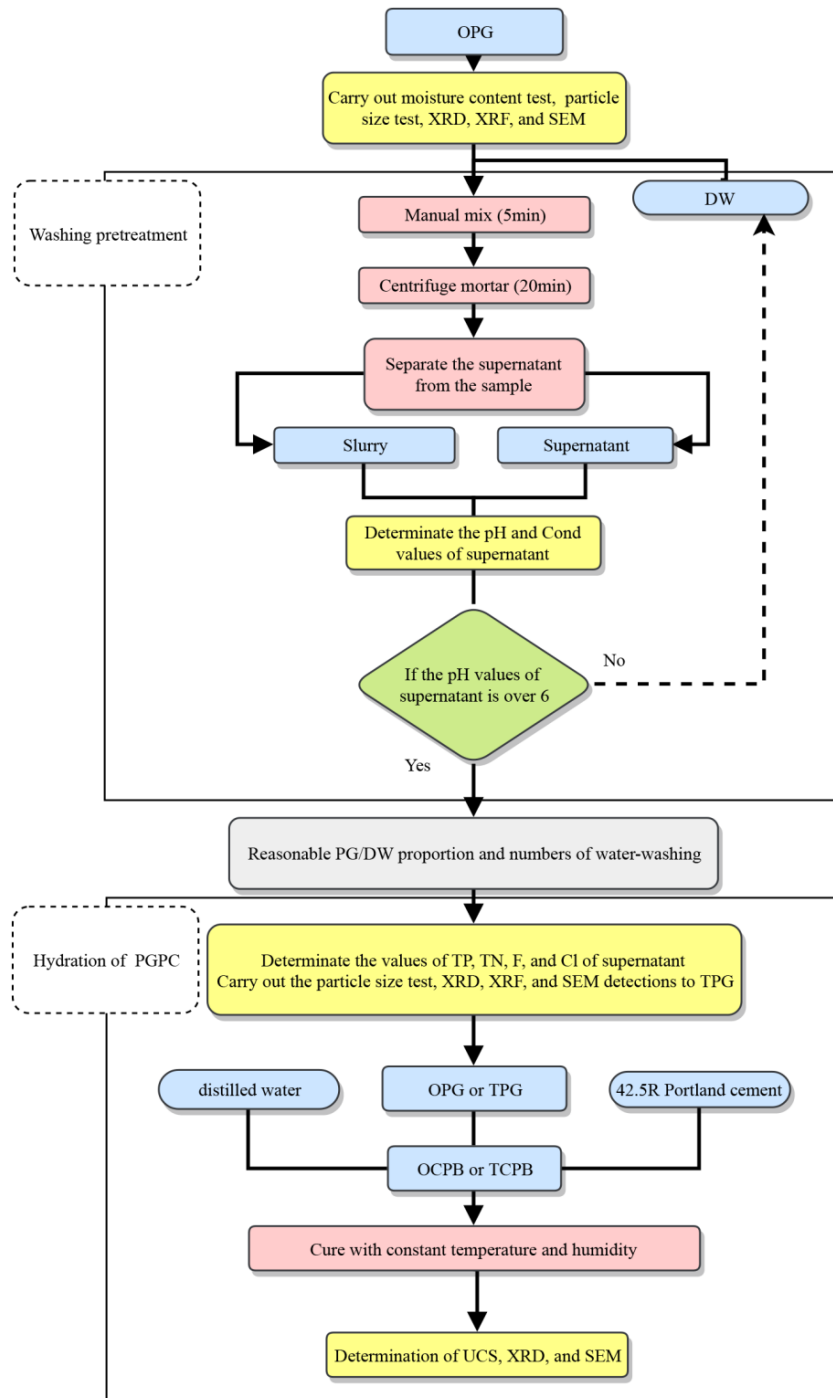 OPG
Carry out moisture content test, particle
size test, XRD, XRF, and SEM
Washing pretreatment
DW
Manual mix (5min)
Centrifuge mortar (20min)
Separate the supernatant
from the sample
Slurry
Supernatant
Determinate the pH and Cond
values of supernatant
If the pH values of
supernatant is over 6
No
Yes
Reasonable PG/DW proportion and numbers of water-washing
Hydration of PGPC
Determinate the values of TP, TN, F, and Cl of supernatant
Carry out the particle size test, XRD, XRF, and SEM detections to TPG
distilled water
OPG or TPG
42.5R Portland cement
OCPB or TCPB
Cure with constant temperature and humidity
Determination of UCS, XRD, and SEM